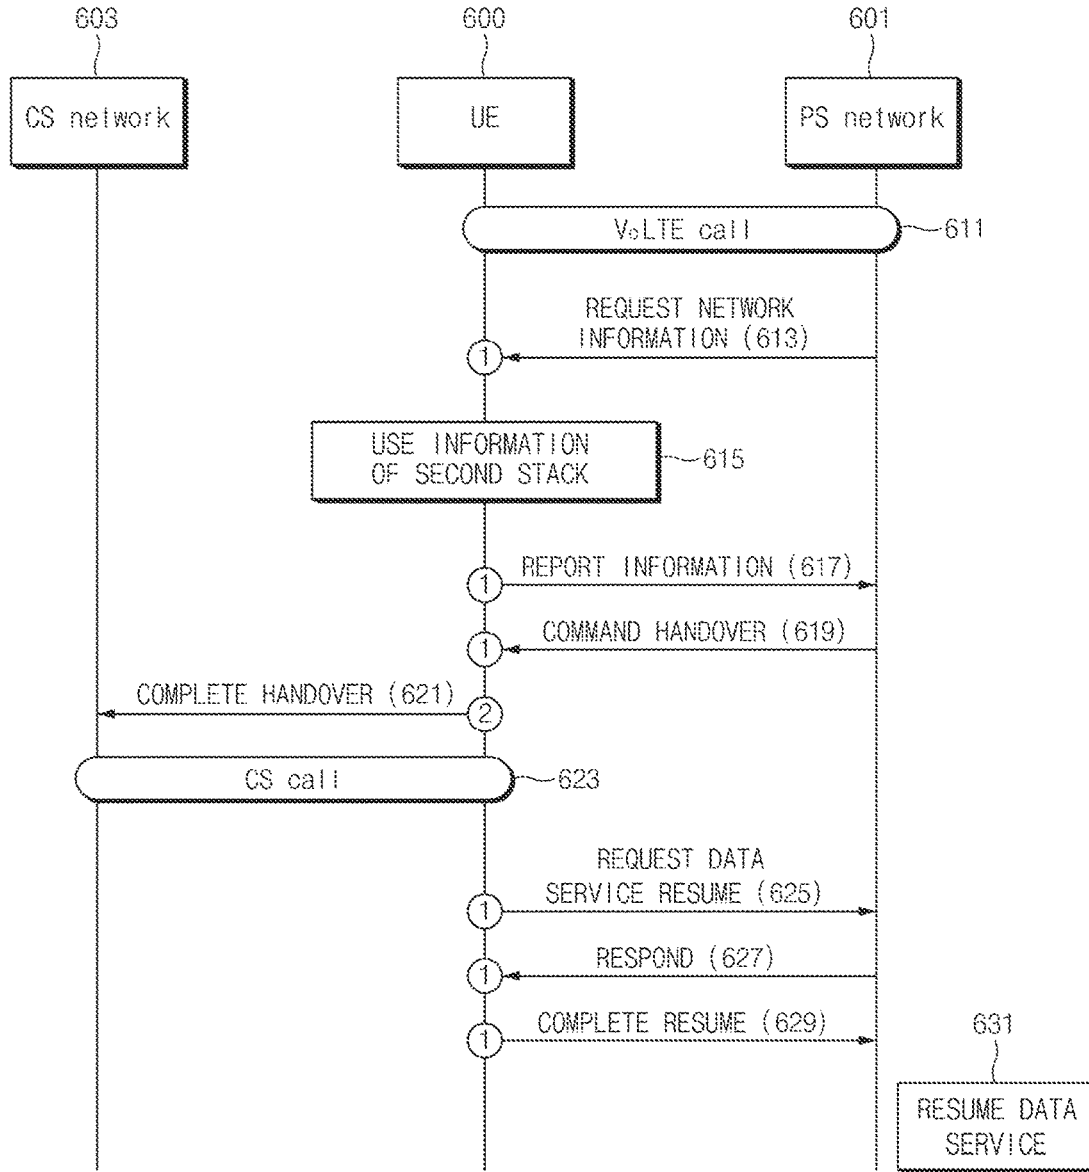 603
600
601
CS network
UE
PS network
VoLTE call
611
REQUEST NETWORK
INFORMATION (613)
1
USE INFORMATION
OF SECOND STACK
615
1
REPORT INFORMATION (617)
1
COMMAND HANDOVER (619)
COMPLETE HANDOVER (621)
2
CS call
623
REQUEST DATA
SERVICE RESUME (625)
1
RESPOND (627)
1
COMPLETE RESUME (629)
1
631
RESUME DATA
SERVICE